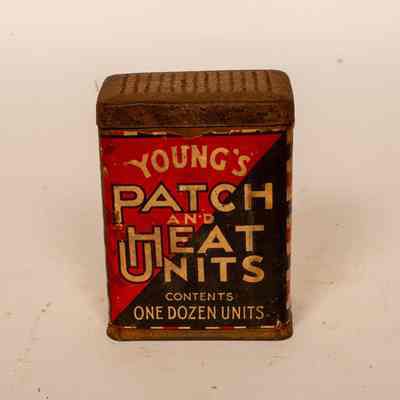 YOUNG'S
PATCH
AND
HEAT
UNITS
CONTENTS
ONE DOZEN UNITS